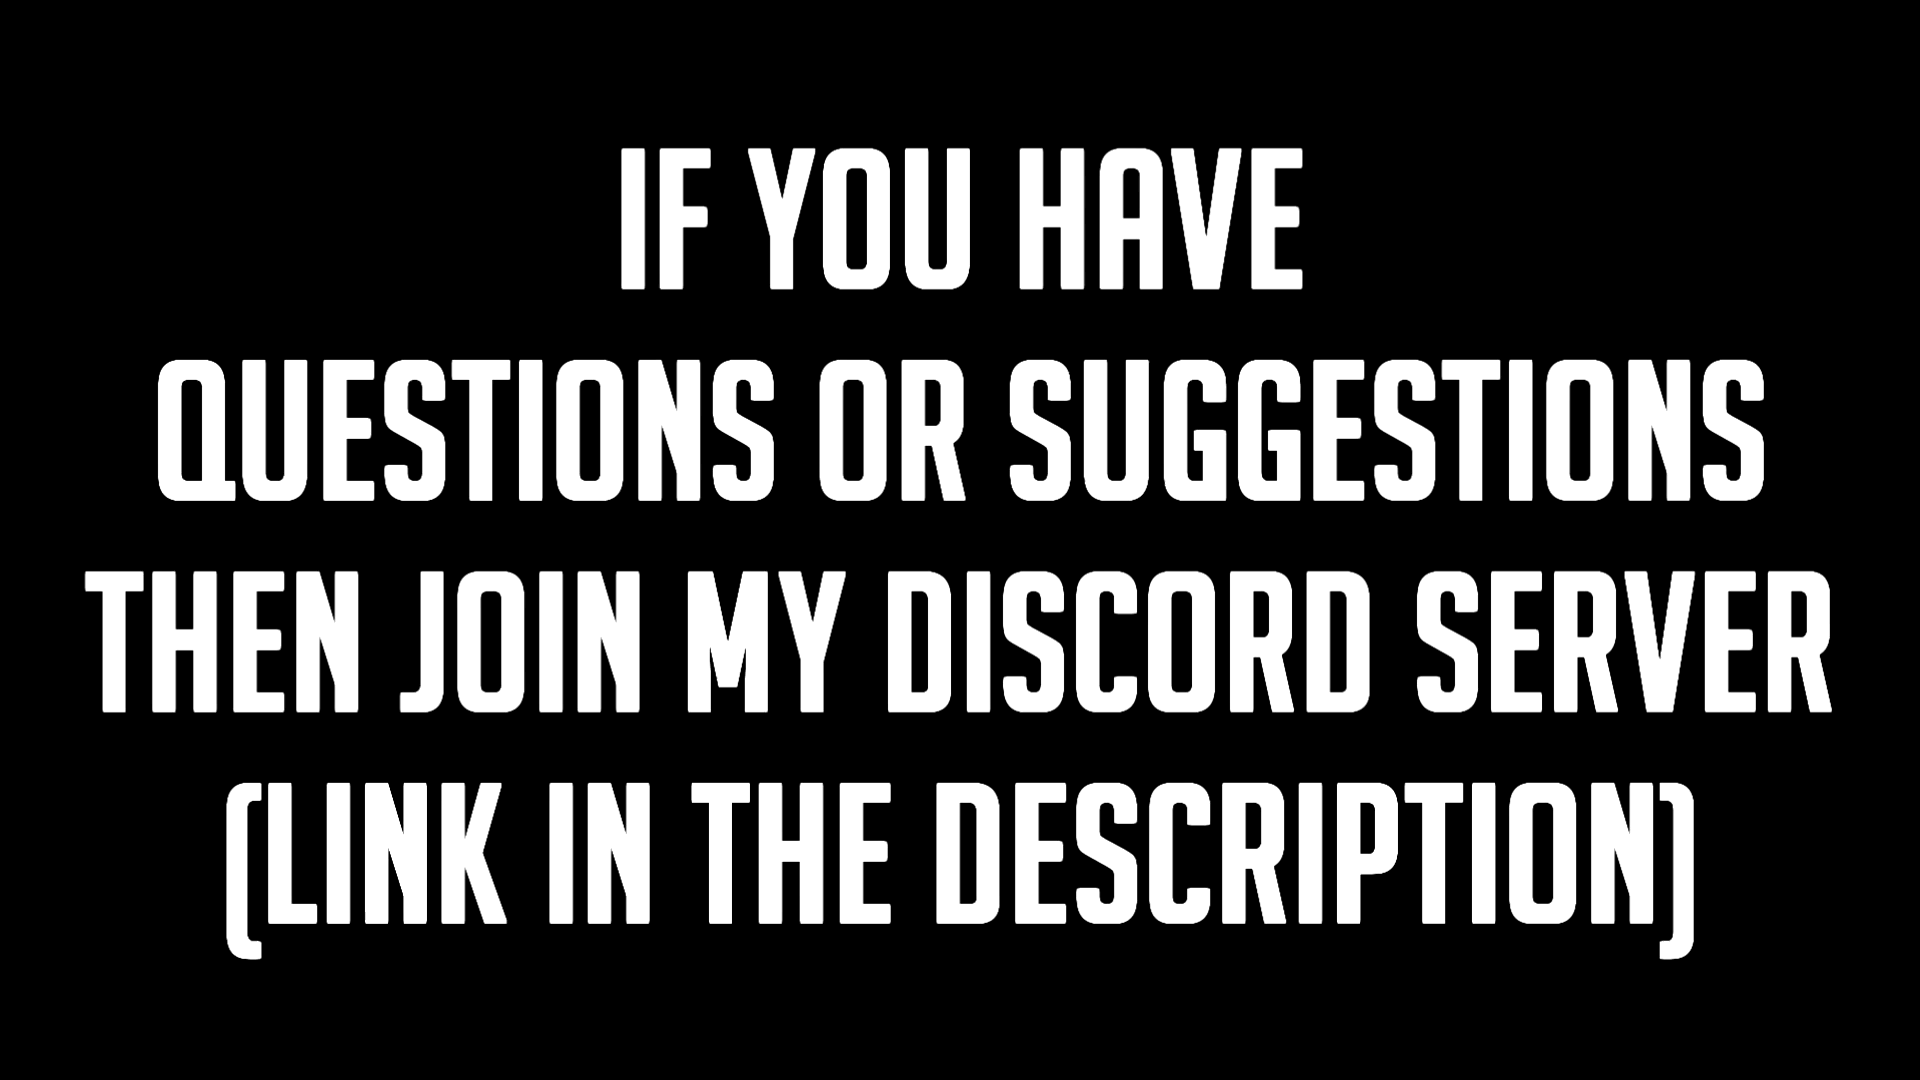 IF YOU HAVE
QUESTIONS OR SUGGESTIONS
THEN JOIN MY DISCORD SERVER
(LINK IN THE DESCRIPTION)